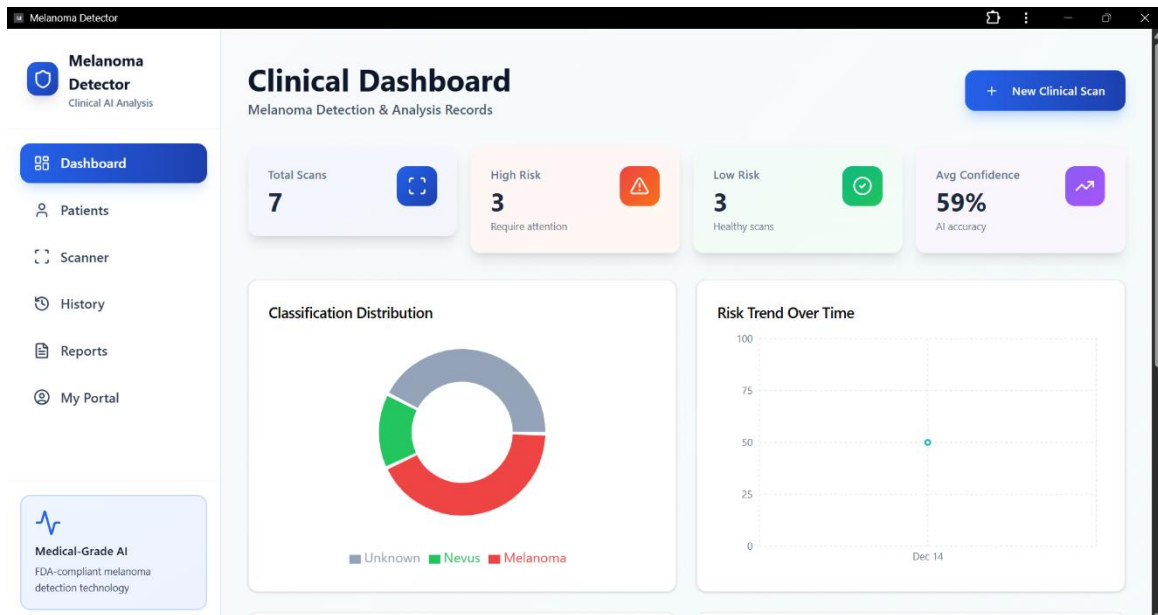 Melanoma Detector
Melanoma
Detector
Clinical AI Analysis
Dashboard
Patients
Scanner
History
Reports
My Portal
Medical-Grade AI
FDA-compliant melanoma
detection technology
Clinical Dashboard
Melanoma Detection & Analysis Records
+ New Clinical Scan
Total Scans
7
High Risk
3
Require attention
Low Risk
3
Healthy scans
Avg Confidence
59%
AI accuracy
Classification Distribution
Unknown Nevus Melanoma
Risk Trend Over Time
100
75
50
25
0
Dec 14